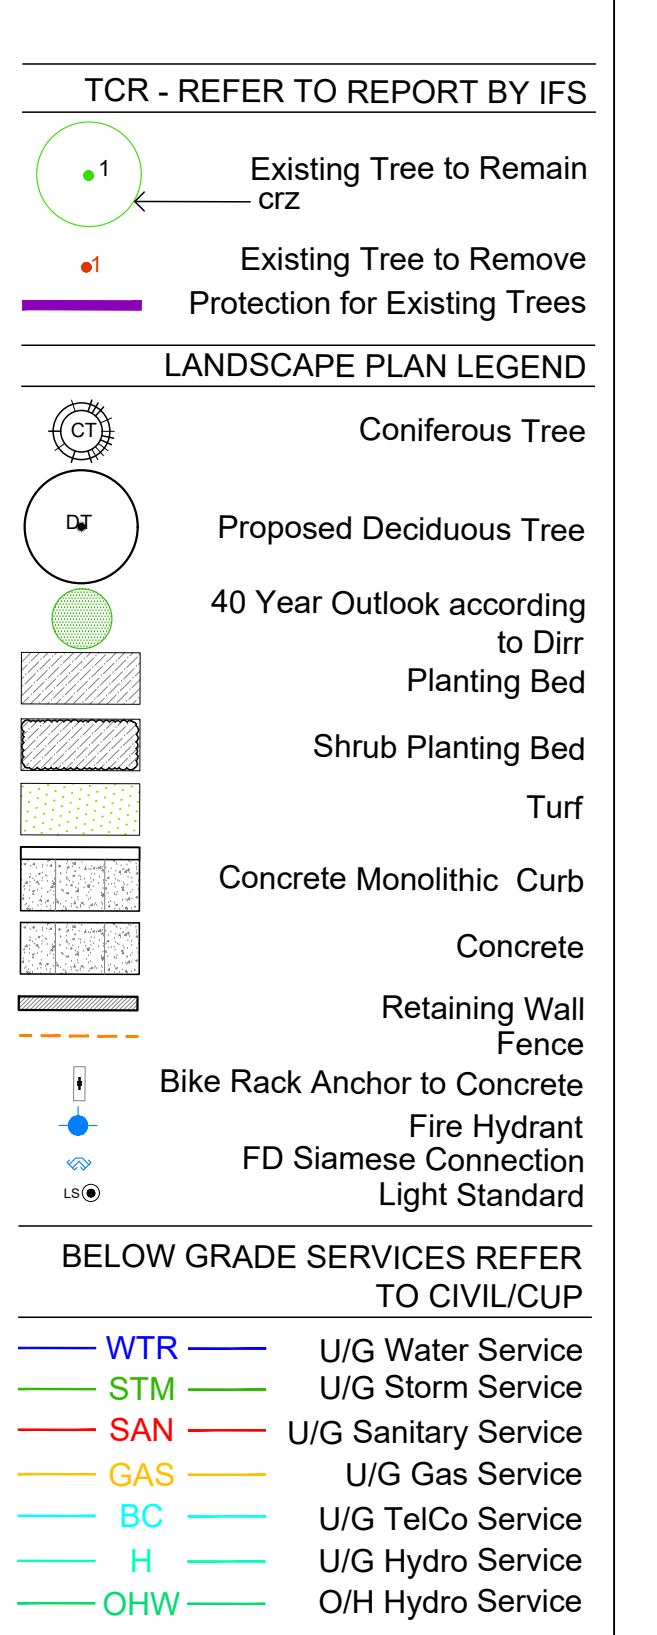 TCR - REFER TO REPORT BY IFS
1 Existing Tree to Remain
crz
1 Existing Tree to Remove
Protection for Existing Trees
LANDSCAPE PLAN LEGEND
CT Coniferous Tree
DT Proposed Deciduous Tree
40 Year Outlook according
to Dirr
Planting Bed
Shrub Planting Bed
Turf
Concrete Monolithic Curb
Concrete
Retaining Wall
Fence
Bike Rack Anchor to Concrete
Fire Hydrant
FD Siamese Connection
LS Light Standard
BELOW GRADE SERVICES REFER
TO CIVIL/CUP
WTR U/G Water Service
STM U/G Storm Service
SAN U/G Sanitary Service
GAS U/G Gas Service
BC U/G TelCo Service
H U/G Hydro Service
OHW O/H Hydro Service